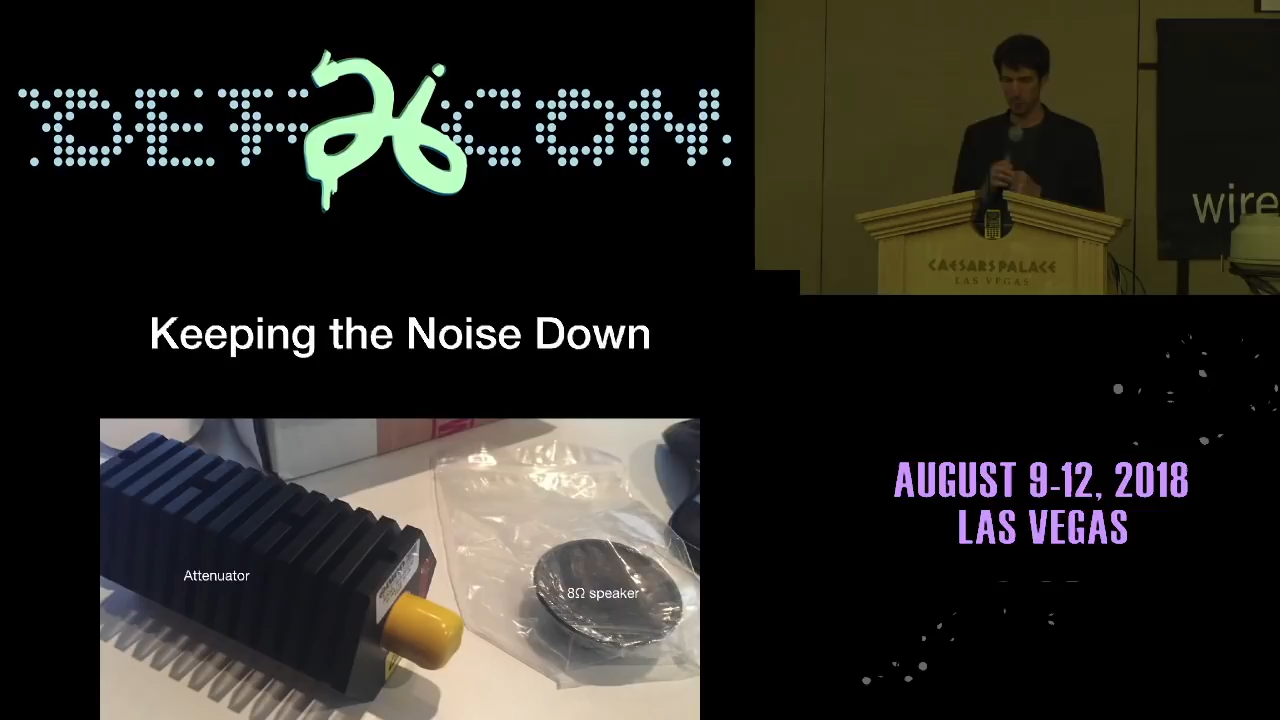 DEF CON
26
wire
CAESARS PALACE
LAS VEGAS
Keeping the Noise Down
AUGUST 9-12, 2018
LAS VEGAS
Attenuator
8Ω speaker